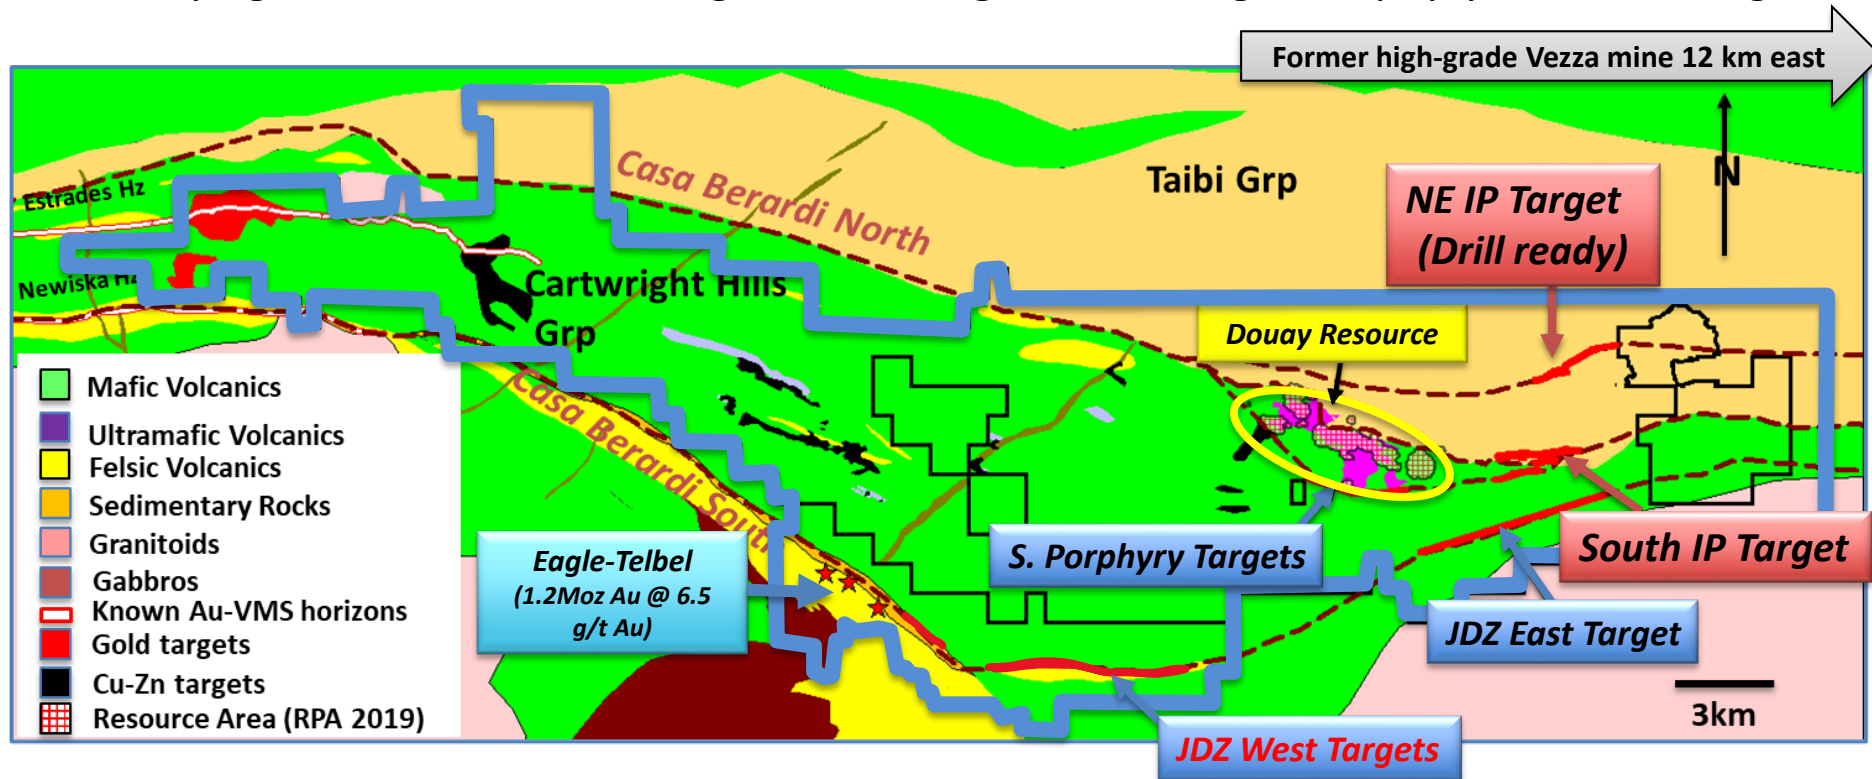 Former high-grade Vezza mine 12 km east
Casa Berardi North
Taibi Grp
N
NE IP Target
(Drill ready)
Estrades Hz
Newiska Hz
Cartwright Hills
Grp
Douay Resource
Casa Berardi South
Mafic Volcanics
Ultramafic Volcanics
Felsic Volcanics
Sedimentary Rocks
Granitoids
Gabbros
Known Au-VMS horizons
Gold targets
Cu-Zn targets
Resource Area (RPA 2019)
Eagle-Telbel
(1.2Moz Au @ 6.5
g/t Au)
S. Porphyry Targets
South IP Target
JDZ East Target
JDZ West Targets
3km